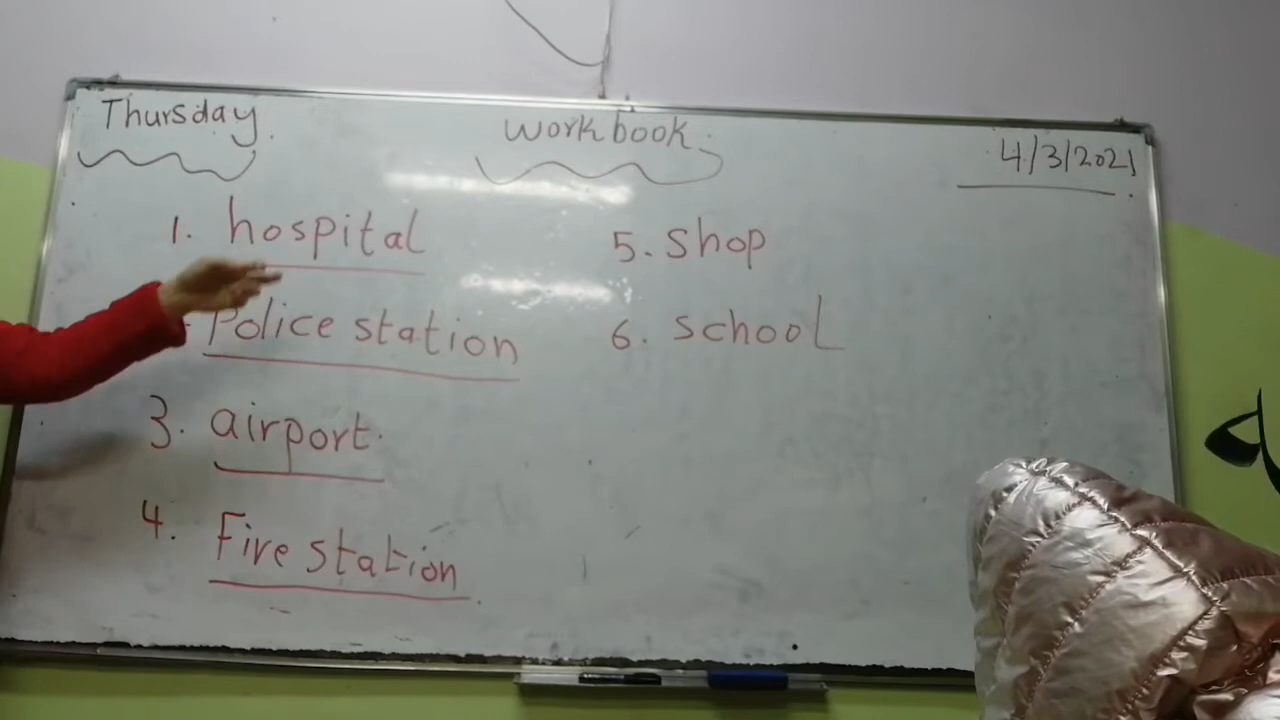 Thursday.
Workbook.
4/3/2021
1. hospital
Police station
3. airport.
4. Fire station
5. Shop
6. School